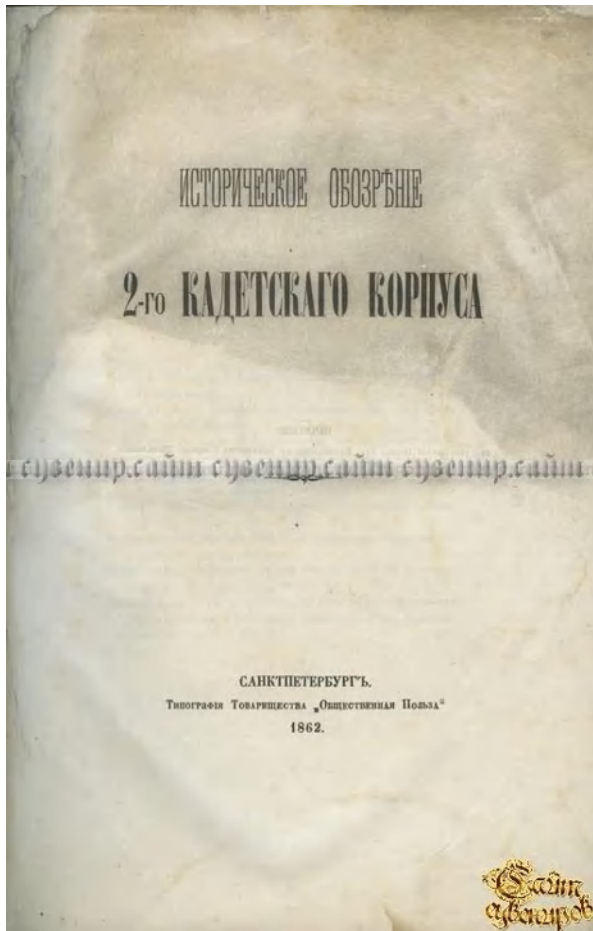 ИСТОРИЧЕСКОЕ ОБОЗРѢНІЕ
2-го КАДЕТСКАГО КОРПУСА
сувенир.сайт сувенир.сайт сувенир.сайт
САНКТПЕТЕРБУРГЪ.
Типографія Товарищества „Общественная Польза“
1862.
Сайт
сувениров